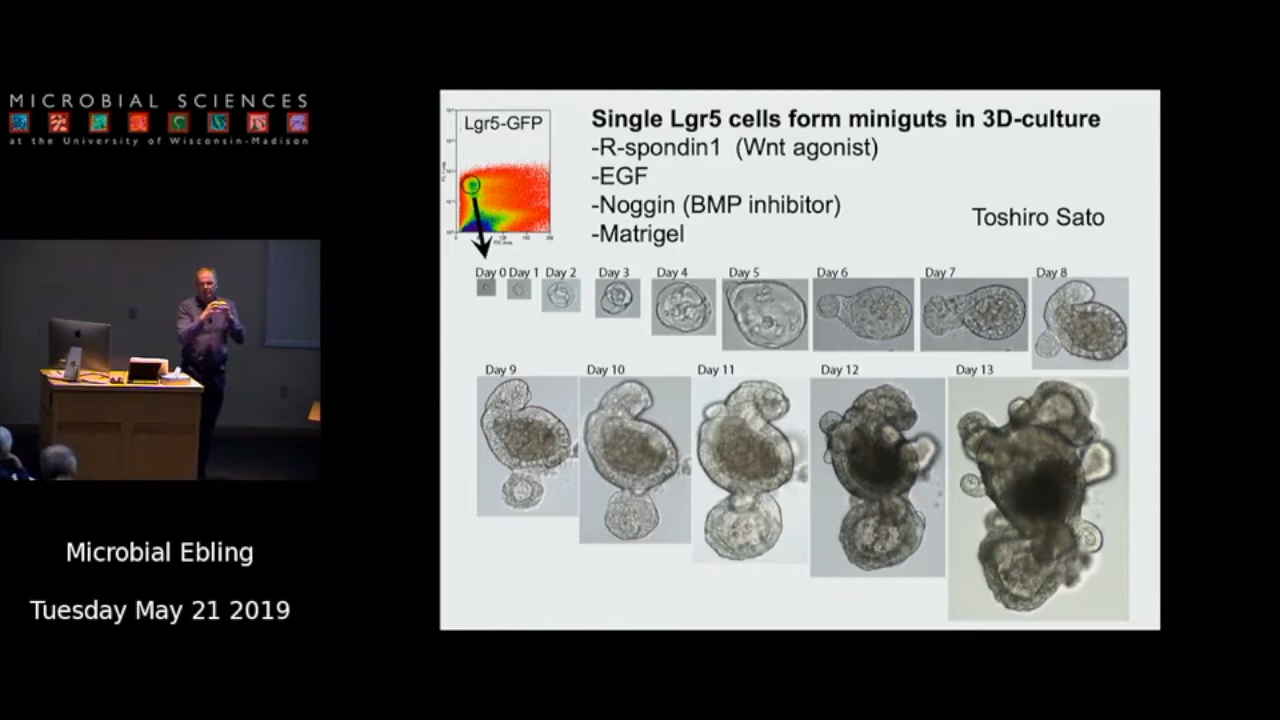 MICROBIAL SCIENCES
at the University of Wisconsin-Madison
Microbial Ebling
Tuesday May 21 2019
Lgr5-GFP
Single Lgr5 cells form miniguts in 3D-culture
-R-spondin1 (Wnt agonist)
-EGF
-Noggin (BMP inhibitor)
-Matrigel
Toshiro Sato
Day 0 Day 1 Day 2 Day 3 Day 4 Day 5 Day 6 Day 7 Day 8
Day 9 Day 10 Day 11 Day 12 Day 13